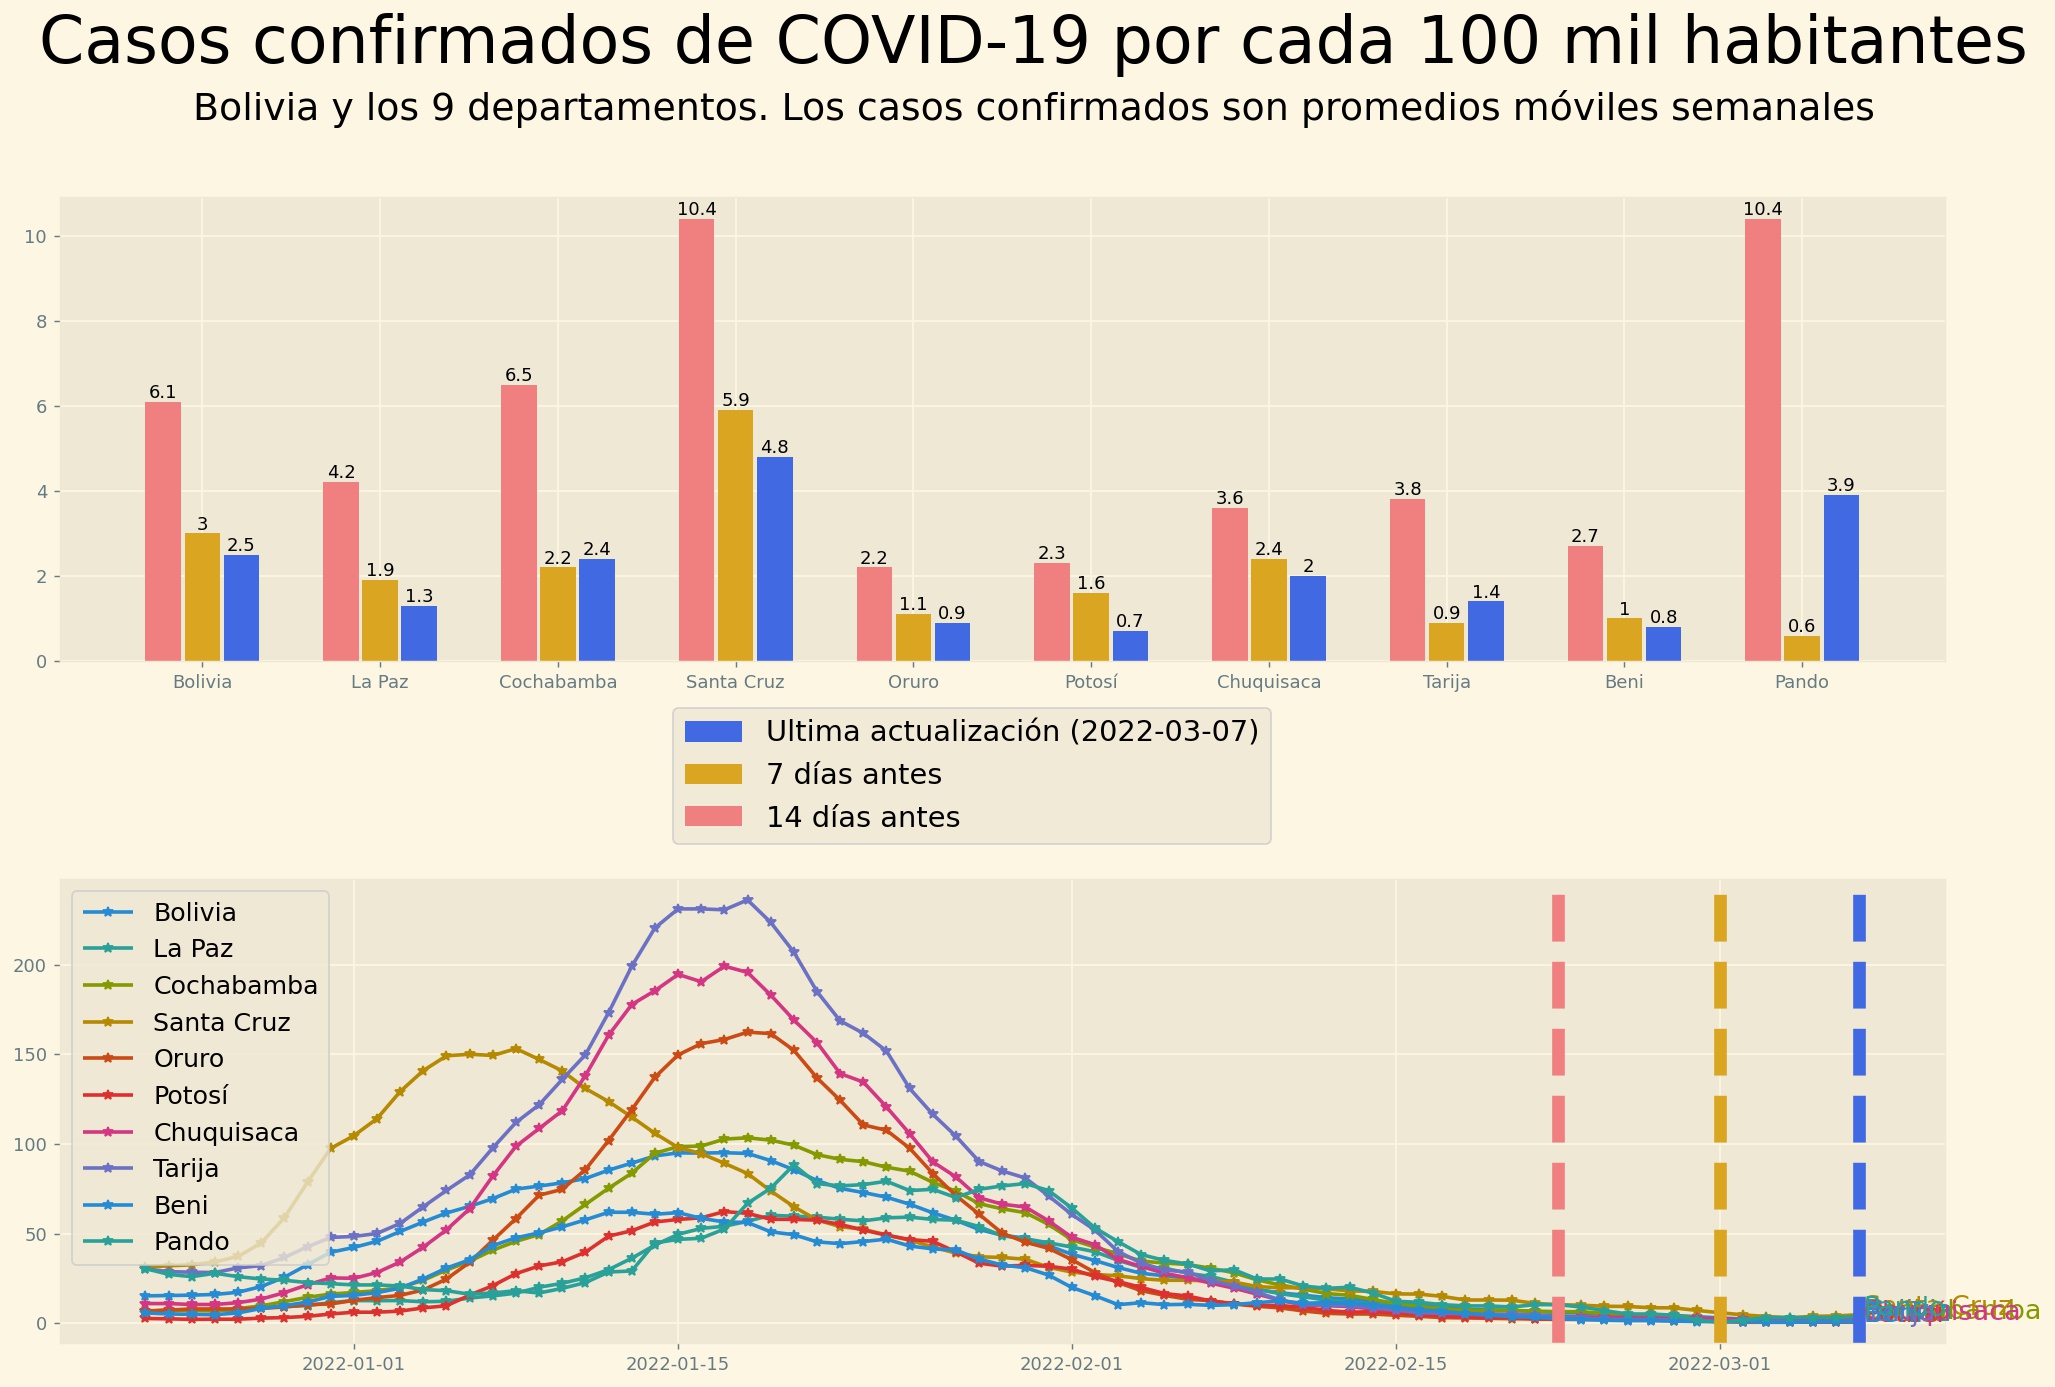 Casos confirmados de COVID-19 por cada 100 mil habitantes
Bolivia y los 9 departamentos. Los casos confirmados son promedios móviles semanales
10.4 10.4
10
8
6.5
6.1
6 5.9
4.8
4.2
4 3.8 3.9
3.6
3 2.7
2.5 2.2 2.4 2.2 2.3 2.4
2 1.9 1.6 2
1.3 1.1 0.9 0.7 0.9 1.4 1 0.8 0.6
0
Bolivia La Paz Cochabamba Santa Cruz Oruro Potosí Chuquisaca Tarija Beni Pando
Ultima actualización (2022-03-07)
7 días antes
14 días antes
Bolivia
La Paz
Cochabamba
Santa Cruz
Oruro
Potosí
Chuquisaca
Tarija
Beni
Pando
200
150
100
50
0
2022-01-01 2022-01-15 2022-02-01 2022-02-15 2022-03-01